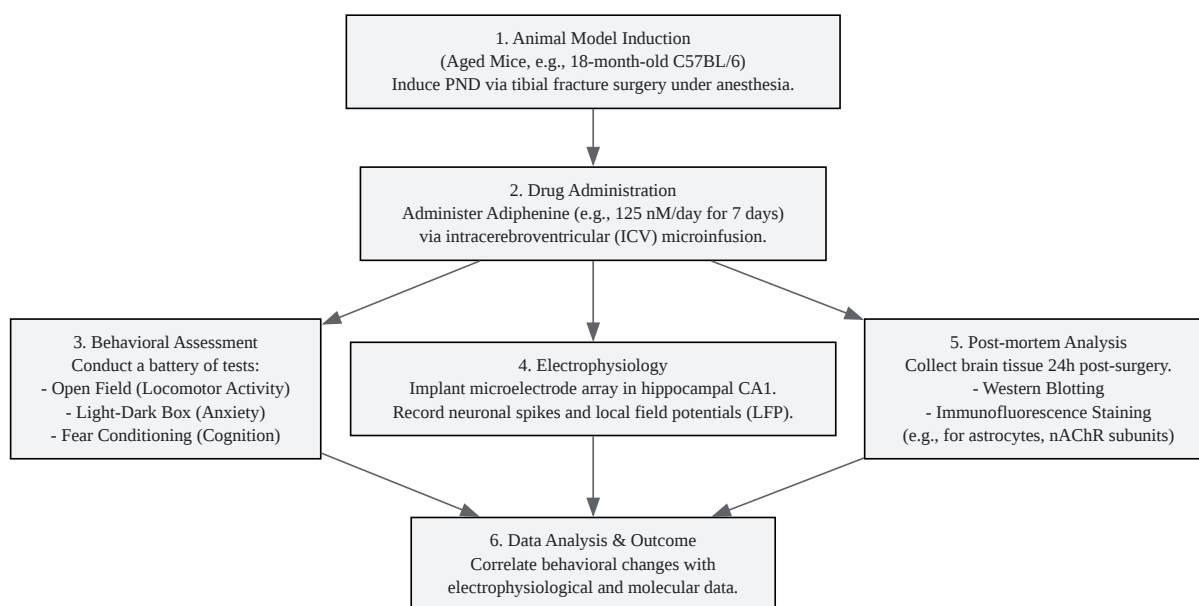 1. Animal Model Induction
(Aged Mice, e.g., 18-month-old C57BL/6)
Induce PND via tibial fracture surgery under anesthesia.
2. Drug Administration
Administer Adiphenine (e.g., 125 nM/day for 7 days)
via intracerebroventricular (ICV) microinfusion.
3. Behavioral Assessment
Conduct a battery of tests:
- Open Field (Locomotor Activity)
- Light-Dark Box (Anxiety)
- Fear Conditioning (Cognition)
4. Electrophysiology
Implant microelectrode array in hippocampal CA1.
Record neuronal spikes and local field potentials (LFP).
5. Post-mortem Analysis
Collect brain tissue 24h post-surgery.
- Western Blotting
- Immunofluorescence Staining
(e.g., for astrocytes, nAChR subunits)
6. Data Analysis & Outcome
Correlate behavioral changes with
electrophysiological and molecular data.